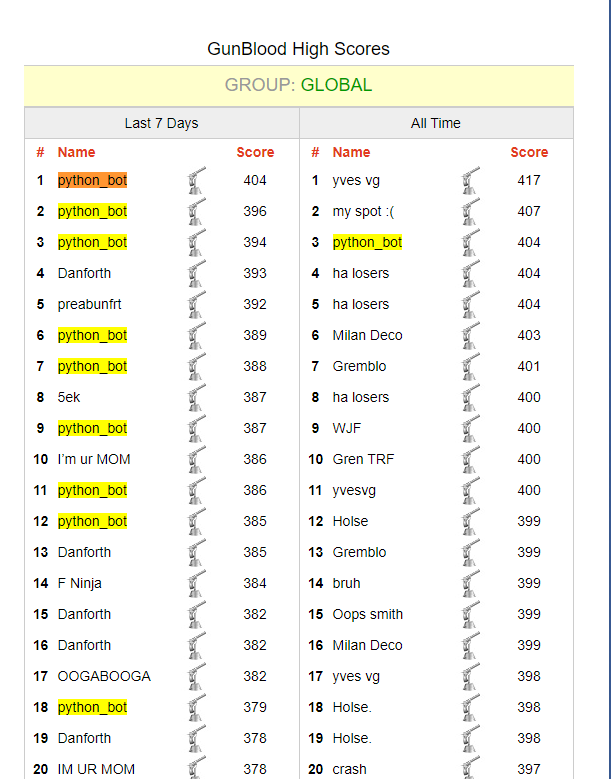 GunBlood High Scores
GROUP: GLOBAL
Last 7 Days All Time
# Name Score # Name Score
1 python_bot 404 1 yves vg 417
2 python_bot 396 2 my spot :( 407
3 python_bot 394 3 python_bot 404
4 Danforth 393 4 ha losers 404
5 preabunfrt 392 5 ha losers 404
6 python_bot 389 6 Milan Deco 403
7 python_bot 388 7 Gremblo 401
8 5ek 387 8 ha losers 400
9 python_bot 387 9 WJF 400
10 I'm ur MOM 386 10 Gren TRF 400
11 python_bot 386 11 yvesvg 400
12 python_bot 385 12 Holse 399
13 Danforth 385 13 Gremblo 399
14 F Ninja 384 14 bruh 399
15 Danforth 382 15 Oops smith 399
16 Danforth 382 16 Milan Deco 399
17 OOGABOOGA 382 17 yves vg 398
18 python_bot 379 18 Holse. 398
19 Danforth 378 19 Holse. 398
20 IM UR MOM 378 20 crash 397